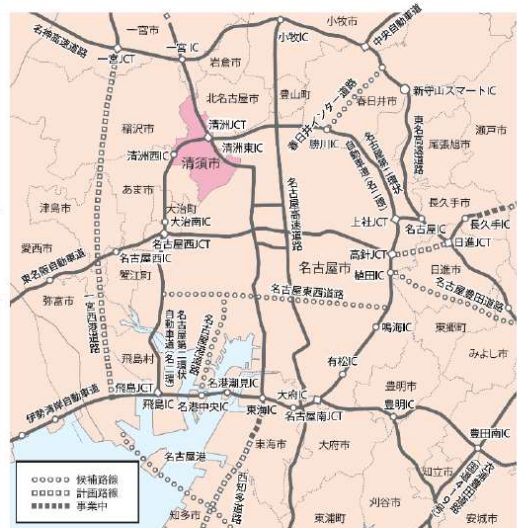 一宮市
小牧市
名神高速道路
中央自動車道
一宮IC
小牧IC
一宮JCT
岩倉市
北名古屋市
豊山町
春日井インター道路
春日井市
新守山スマートIC
瀬戸市
稲沢市
清洲JCT
清洲東IC
清洲西IC
清須市
勝川IC
東名高速道路
尾張旭市
名古屋第二環状
自動車道(名二環)
あま市
津島市
大治町
大治南IC
名古屋高速道路
長久手市
上社JCT
名古屋IC
長久手IC
日進JCT
愛西市
名古屋西JCT
名古屋西IC
東名阪自動車道
蟹江町
名古屋市
高針JCT
植田IC
日進市
名古屋豊田道路
弥富市
一宮西港道路
名古屋東西道路
東郷町
みよし市
飛島村
名古屋第二環状
自動車道(名二環)
鳴海IC
有松IC
豊明市
伊勢湾岸自動車道
飛島JCT
飛島IC
名港中央IC
名港潮見IC
東海IC
大府IC
名古屋南JCT
豊明IC
豊田南IC
名古屋港
東海市
大府市
西知多道路
知多市
東浦町
刈谷市
知立市
安城市
候補路線
計画路線
事業中